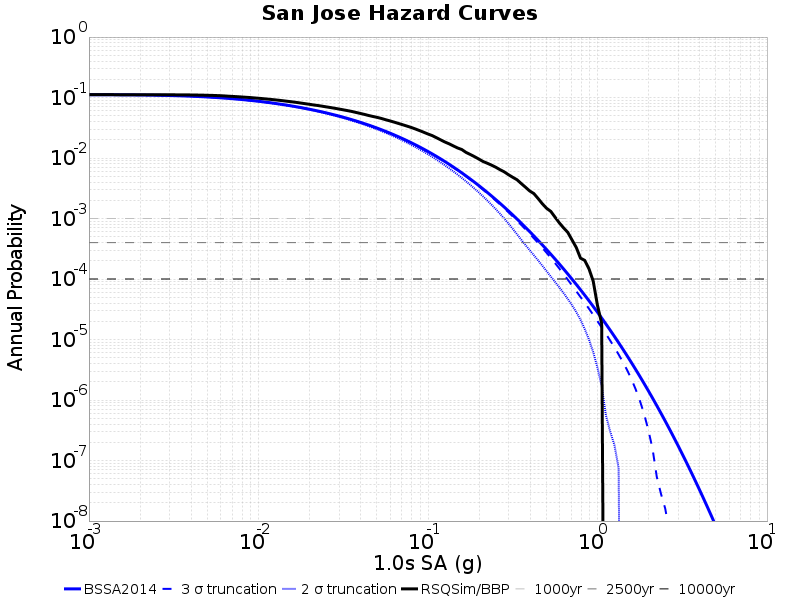 San Jose Hazard Curves
Annual Probability
10^0
10^-1
10^-2
10^-3
10^-4
10^-5
10^-6
10^-7
10^-8
10^-3 10^-2 10^-1 10^0 10^1
1.0s SA (g)
BSSA2014 3 σ truncation 2 σ truncation RSQSim/BBP 1000yr 2500yr 10000yr